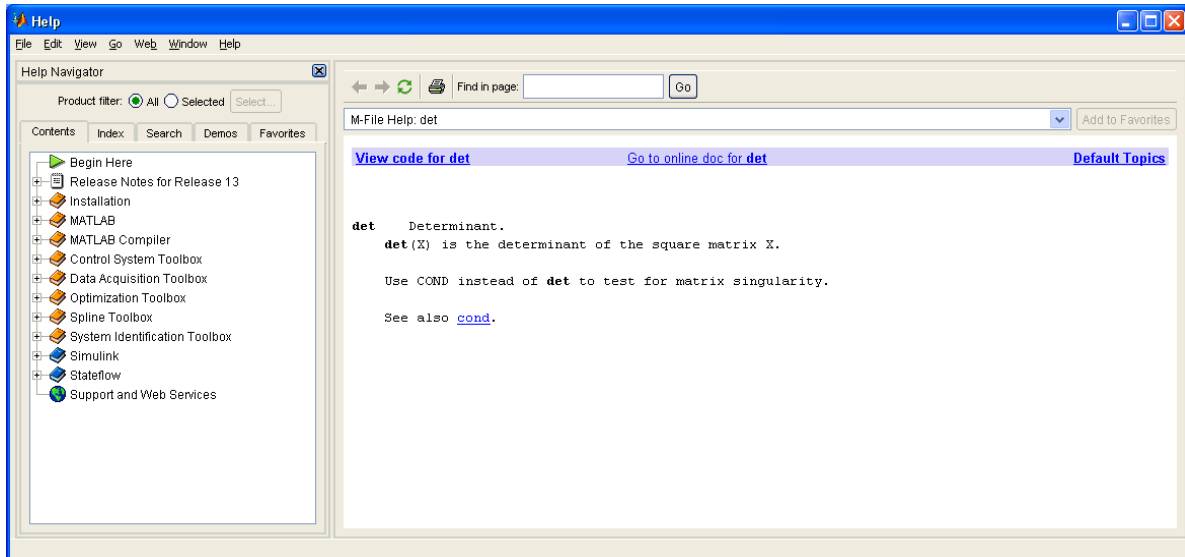 Help
File Edit View Go Web Window Help
Help Navigator
Product filter: All Selected Select...
Contents Index Search Demos Favorites
Begin Here
Release Notes for Release 13
Installation
MATLAB
MATLAB Compiler
Control System Toolbox
Data Acquisition Toolbox
Optimization Toolbox
Spline Toolbox
System Identification Toolbox
Simulink
Stateflow
Support and Web Services
Find in page: Go
M-File Help: det Add to Favorites
View code for det Go to online doc for det Default Topics
det Determinant.
det(X) is the determinant of the square matrix X.
Use COND instead of det to test for matrix singularity.
See also cond.